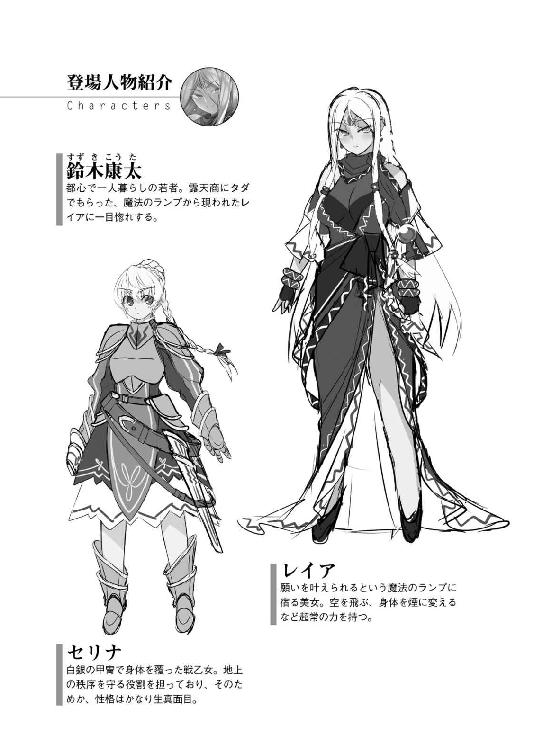 登場人物紹介
Characters
すずきこうた
鈴木康太
都心で一人暮らしの若者。露天商にタダ
でもらった、魔法のランプから現われたレ
イアに一目惚れする。
レイア
願いを叶えられるという魔法のランプに
宿る美女。空を飛ぶ、身体を煙に変える
など超常の力を持つ。
セリナ
白銀の甲冑で身体を覆った戦乙女。地上
の秩序を守る役割を担っており、そのた
めか、性格はかなり生真面目。